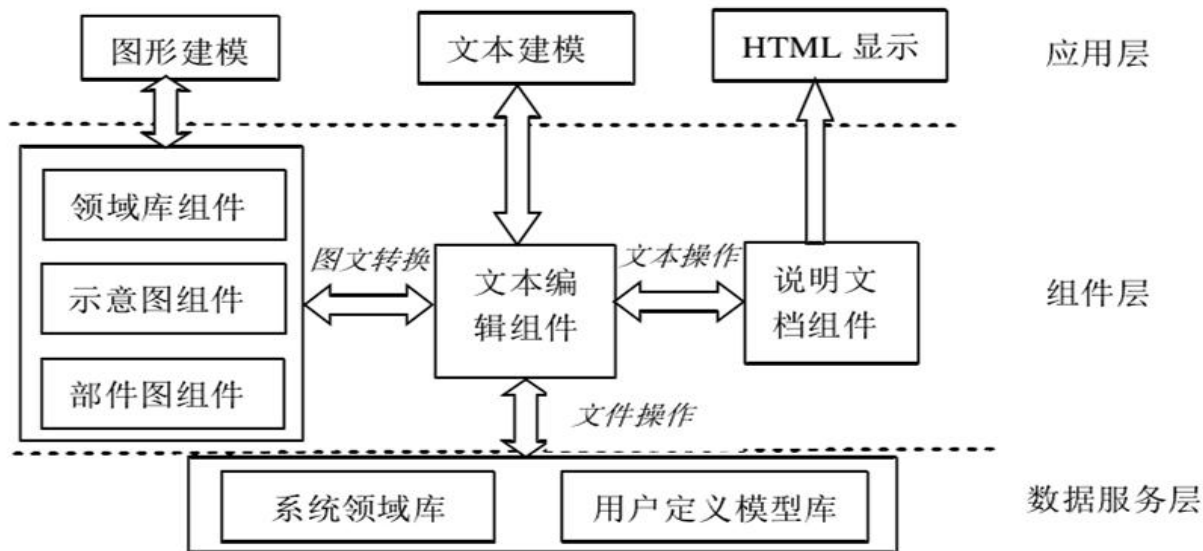 图形建模
文本建模
HTML 显示
应用层
领域库组件
示意图组件
部件图组件
图文转换
文本编
辑组件
文本操作
说明文
档组件
组件层
文件操作
系统领域库
用户定义模型库
数据服务层